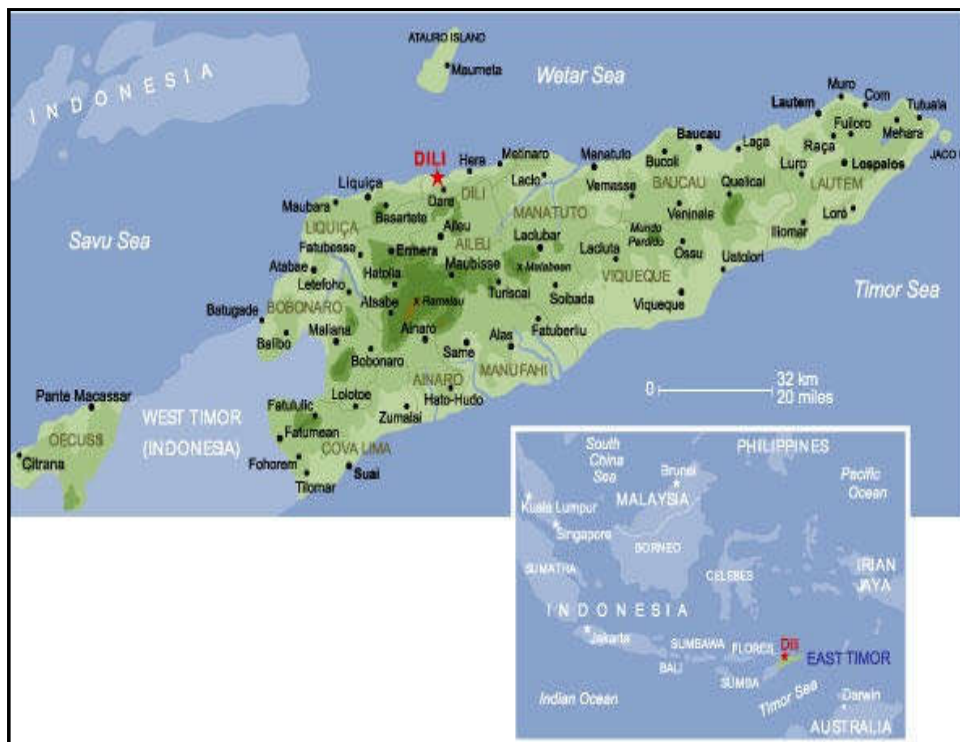 ATAURO ISLAND
Maumeta
Wetar Sea
INDONESIA
Muro
Com
Lautem
Tutuala
Fuiloro
Mehara
Baucau
Laga
Raça
JACO I
DILI
Hera
Metinaro
Manatuto
Bucoli
Luro
Lospalos
Laclo
Vemasse
BAUCAU
Quelicai
LAUTEM
Liquiça
Dare
DILI
Maubara
Basartete
MANATUTO
Venilale
Loré
LIQUIÇA
Aileu
Laclubar
Mundo
Perdido
Iliomar
Savu Sea
Fatubessa
Ermera
AILEU
Lacluta
Ossu
Uatolori
Atabae
Hatolia
Maubisse
x Malabean
VIQUEQUE
Letefoho
Turiscai
Soibada
Timor Sea
BOBONARO
Atsabe
x Ramelau
Viqueque
Batugade
Maliana
Ainaro
Alas
Fatuberliu
Balibo
Bobonaro
Same
MANUFAHI
AINARO
0
32 km
20 miles
Pante Macassar
WEST TIMOR
(INDONESIA)
Fatululic
Lolotoe
Hato-Hudo
Zumalai
OECUSS
Fatumean
COVA LIMA
Citrana
Fohorem
Suai
Tilomar
South
China
Sea
PHILIPPINES
Brunei
Pacific
Ocean
MALAYSIA
Kuala Lumpur
Singapore
BORNEO
SUMATRA
CELEBES
IRIAN
JAYA
INDONESIA
Jakarta
SUMBAWA
FLORES
Dili
EAST TIMOR
BALI
SUMBA
Indian Ocean
Timor Sea
Darwin
AUSTRALIA